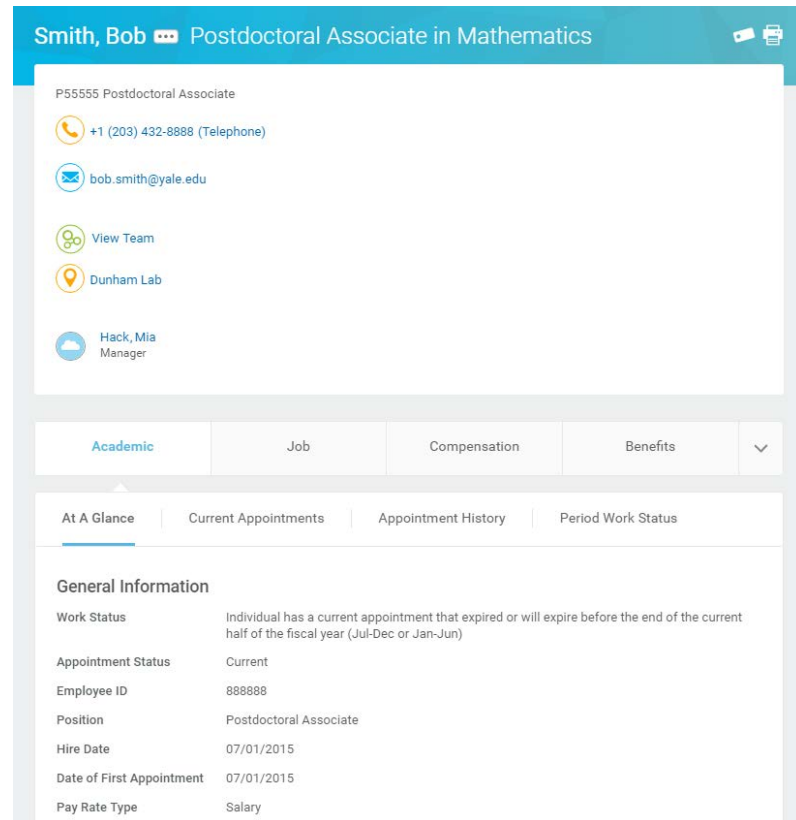 Smith, Bob Postdoctoral Associate in Mathematics
P55555 Postdoctoral Associate
+1 (203) 432-8888 (Telephone)
bob.smith@yale.edu
View Team
Dunham Lab
Hack, Mia
Manager
Academic Job Compensation Benefits
At A Glance Current Appointments Appointment History Period Work Status
General Information
Work Status Individual has a current appointment that expired or will expire before the end of the current
half of the fiscal year (Jul-Dec or Jan-Jun)
Appointment Status Current
Employee ID 888888
Position Postdoctoral Associate
Hire Date 07/01/2015
Date of First Appointment 07/01/2015
Pay Rate Type Salary